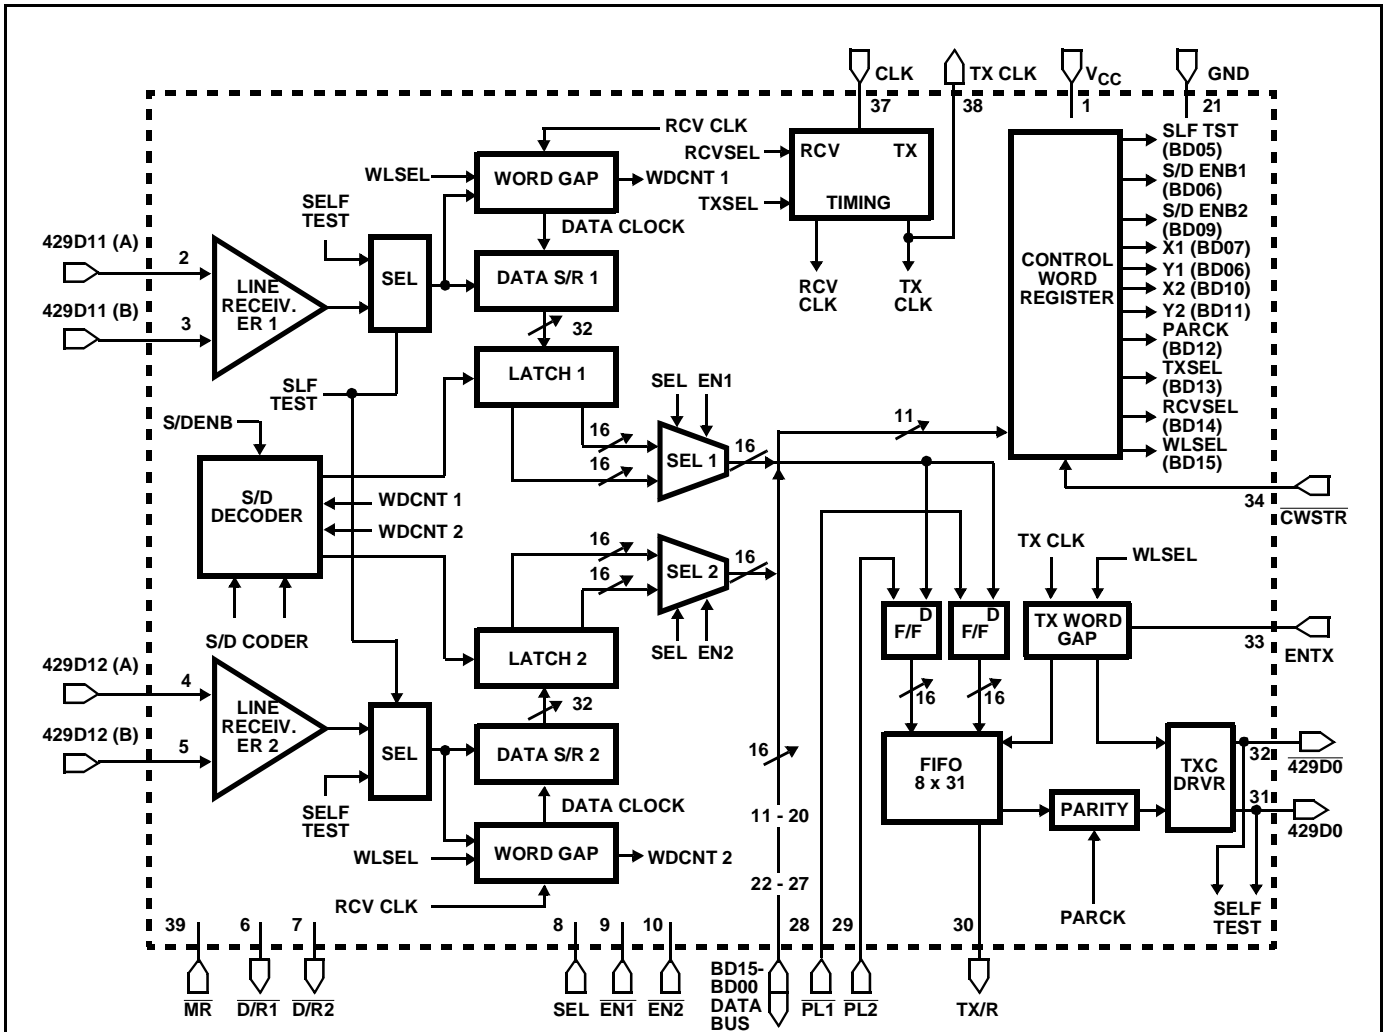 CLK
TX CLK
VCC
GND
37
38
1
21
RCV CLK
RCVSEL
RCV
TX
TXSEL
TIMING
RCV
CLK
TX
CLK
WLSEL
WORD GAP
WDCNT 1
SELF
TEST
DATA CLOCK
429D11 (A)
2
429D11 (B)
3
LINE
RECEIV.
ER 1
SEL
DATA S/R 1
32
LATCH 1
SLF
TEST
SEL
EN1
16
16
SEL 1
16
11
CONTROL
WORD
REGISTER
SLF TST
(BD05)
S/D ENB1
(BD06)
S/D ENB2
(BD09)
X1 (BD07)
Y1 (BD06)
X2 (BD10)
Y2 (BD11)
PARCK
(BD12)
TXSEL
(BD13)
RCVSEL
(BD14)
WLSEL
(BD15)
34
CWSTR
S/DENB
S/D
DECODER
WDCNT 1
WDCNT 2
S/D CODER
16
16
SEL 2
16
SEL
EN2
TX CLK
WLSEL
D
F/F
D
F/F
TX WORD
GAP
33
ENTX
16
16
429D12 (A)
4
429D12 (B)
5
LINE
RECEIV.
ER 2
SEL
LATCH 2
32
DATA S/R 2
DATA CLOCK
SELF
TEST
WLSEL
WORD GAP
WDCNT 2
RCV CLK
16
11 - 20
22 - 27
FIFO
8 x 31
PARITY
TXC
DRVR
32
429D0
31
429D0
PARCK
SELF
TEST
39
6
7
8
9
10
28
29
30
MR
D/R1
D/R2
SEL
EN1
EN2
BD15-
BD00
DATA
BUS
PL1
PL2
TX/R